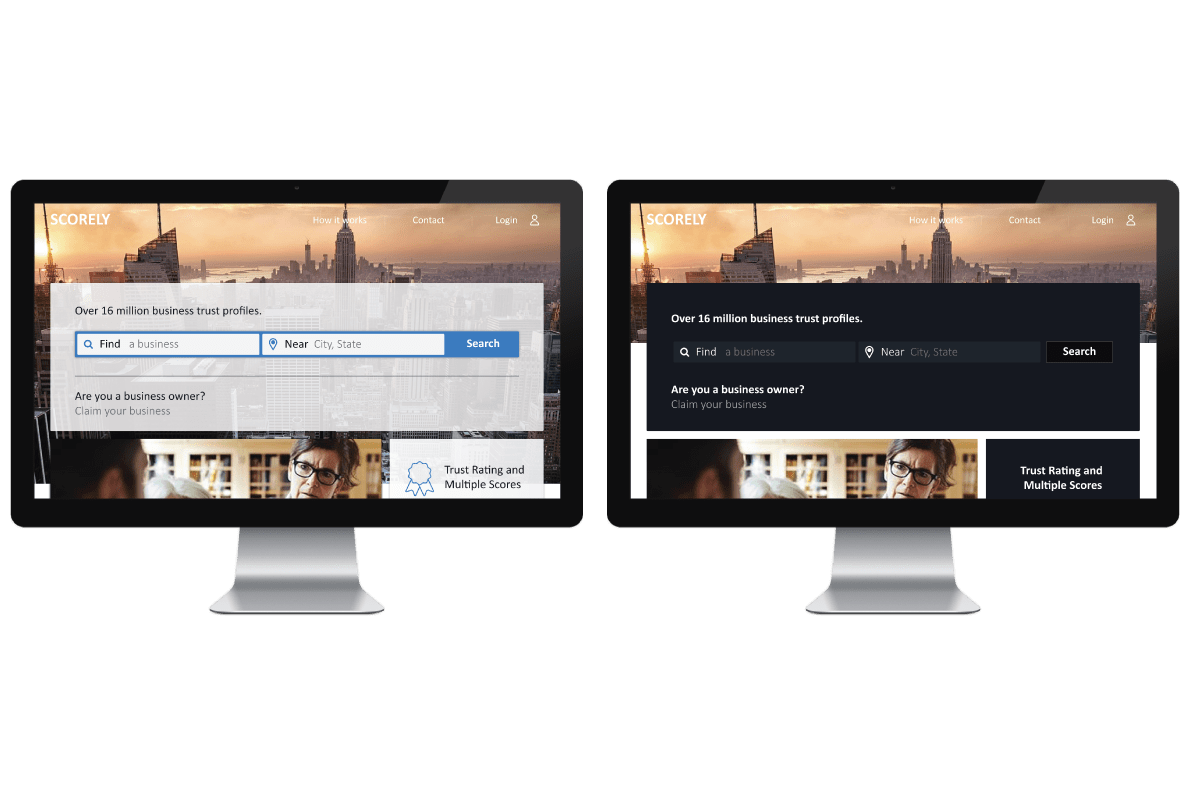 SCORELY How it works Contact Login
Over 16 million business trust profiles.
Find a business Near City, State Search
Are you a business owner?
Claim your business
Trust Rating and
Multiple Scores
SCORELY How it works Contact Login
Over 16 million business trust profiles.
Find a business Near City, State Search
Are you a business owner?
Claim your business
Trust Rating and
Multiple Scores